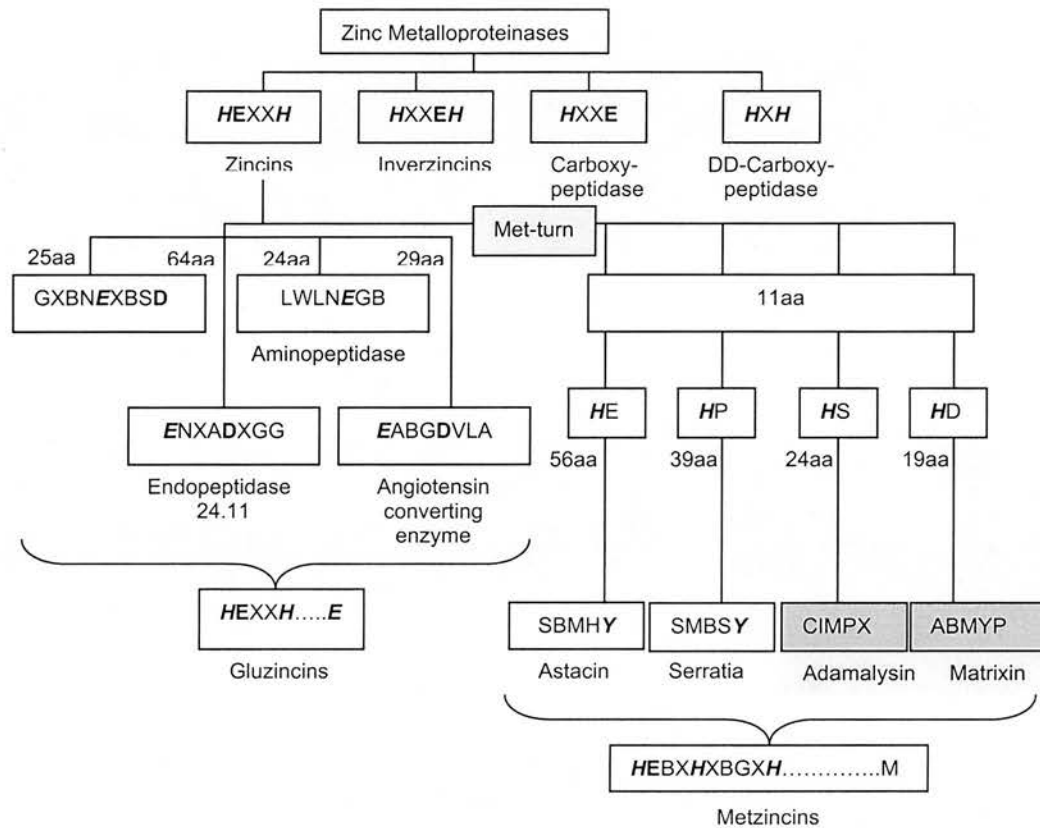 Zinc Metalloproteinases
HEXXH
HXXEH
HXXE
HXH
Zincins
Inverzincins
Carboxy-
peptidase
DD-Carboxy-
peptidase
Met-turn
25aa
64aa
24aa
29aa
GXBNEXBSD
LWLNEGB
11aa
Aminopeptidase
HE
HP
HS
HD
ENXADXGG
EABGDVLA
56aa
39aa
24aa
19aa
Endopeptidase
24.11
Angiotensin
converting
enzyme
HEXXH.....E
SBMHY
SMBSY
CIMPX
ABMYP
Gluzincins
Astacin
Serratia
Adamalysin
Matrixin
HEBXHXBGXH..............M
Metzincins